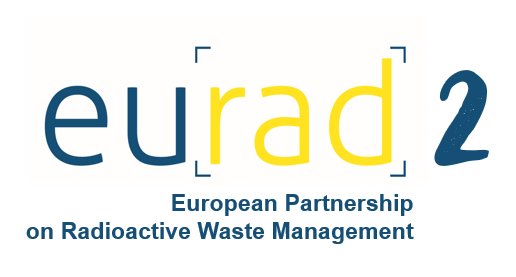 eurad 2
European Partnership
on Radioactive Waste Management